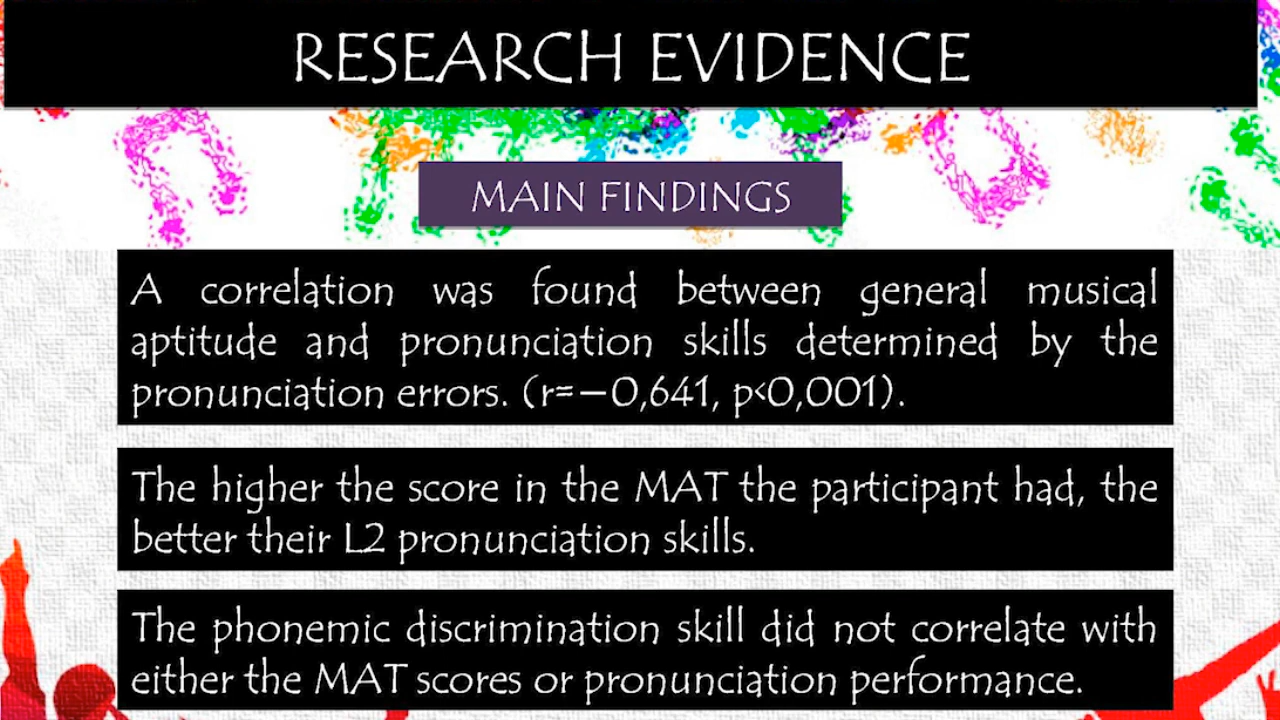 RESEARCH EVIDENCE
MAIN FINDINGS
A correlation was found between general musical
aptitude and pronunciation skills determined by the
pronunciation errors. (r=−0,641, p<0,001).
The higher the score in the MAT the participant had, the
better their L2 pronunciation skills.
The phonemic discrimination skill did not correlate with
either the MAT scores or pronunciation performance.